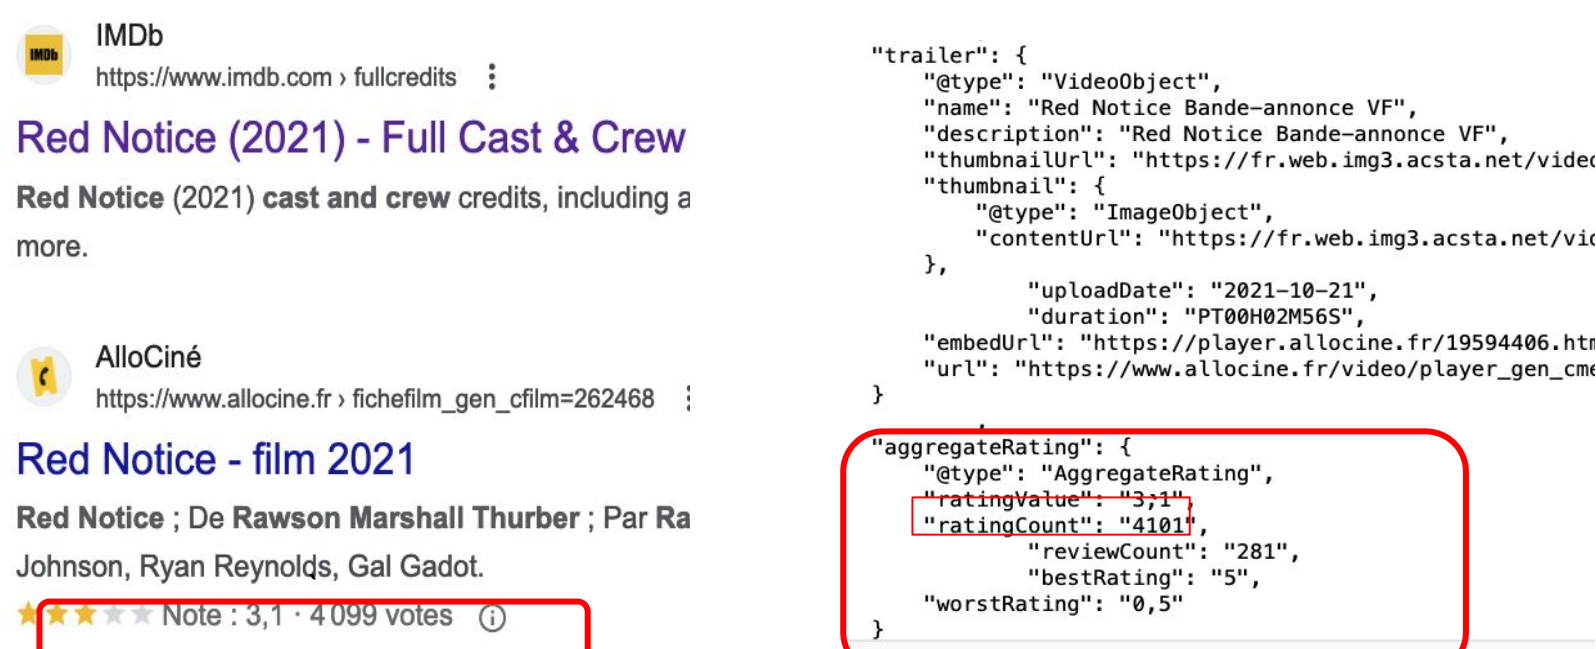 IMDb
IMDb
https://www.imdb.com › fullcredits
Red Notice (2021) - Full Cast & Crew
Red Notice (2021) cast and crew credits, including a
more.
AlloCiné
https://www.allocine.fr › fichefilm_gen_cfilm=262468
Red Notice - film 2021
Red Notice ; De Rawson Marshall Thurber ; Par Ra
Johnson, Ryan Reynolds, Gal Gadot.
Note : 3,1 · 4 099 votes
"trailer": {
"@type": "VideoObject",
"name": "Red Notice Bande-annonce VF",
"description": "Red Notice Bande-annonce VF",
"thumbnailUrl": "https://fr.web.img3.acsta.net/video
"thumbnail": {
"@type": "ImageObject",
"contentUrl": "https://fr.web.img3.acsta.net/vid
},
"uploadDate": "2021-10-21",
"duration": "PT00H02M56S",
"embedUrl": "https://player.allocine.fr/19594406.htm
"url": "https://www.allocine.fr/video/player_gen_cme
}
,
"aggregateRating": {
"@type": "AggregateRating",
"ratingValue": "3,1",
"ratingCount": "4101",
"reviewCount": "281",
"bestRating": "5",
"worstRating": "0,5"
}